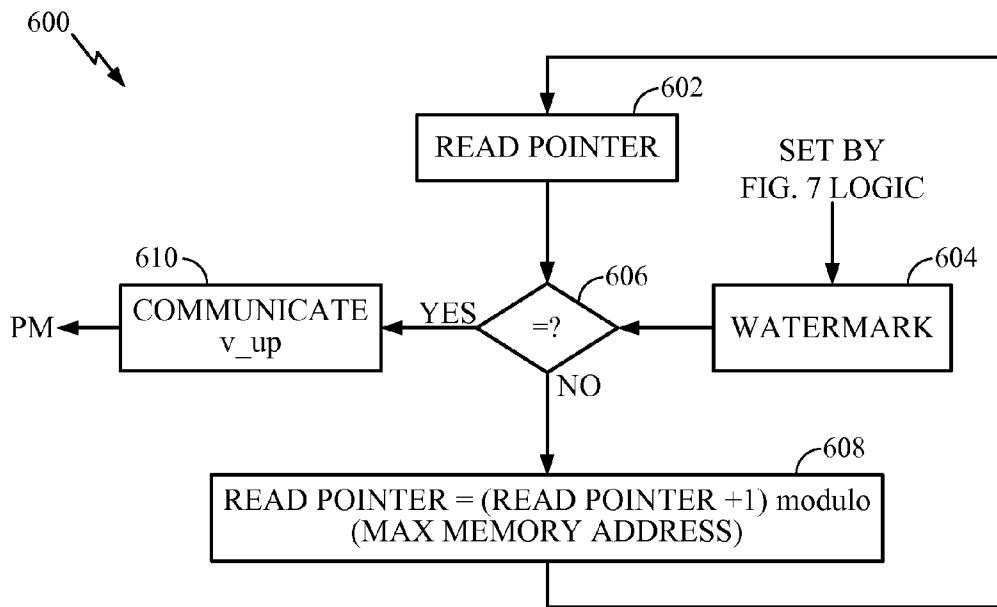 600
602
READ POINTER
SET BY
FIG. 7 LOGIC
610
606
604
COMMUNICATE
v_up
PM
YES
=?
WATERMARK
NO
608
READ POINTER = (READ POINTER +1) modulo
(MAX MEMORY ADDRESS)